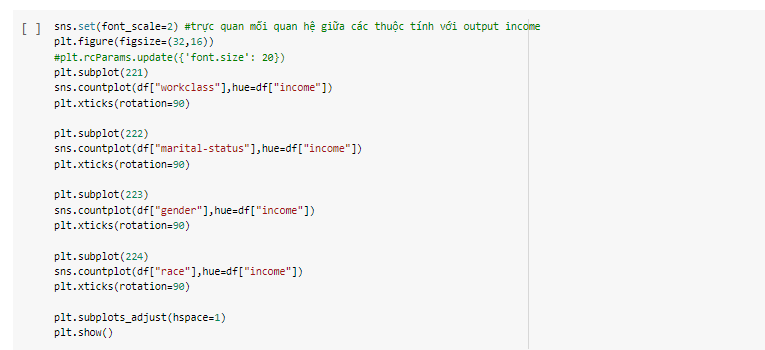 [ ] sns.set(font_scale=2) #trực quan mối quan hệ giữa các thuộc tính với output income
plt.figure(figsize=(32,16))
#plt.rcParams.update({'font.size': 20})
plt.subplot(221)
sns.countplot(df["workclass"],hue=df["income"])
plt.xticks(rotation=90)
plt.subplot(222)
sns.countplot(df["marital-status"],hue=df["income"])
plt.xticks(rotation=90)
plt.subplot(223)
sns.countplot(df["gender"],hue=df["income"])
plt.xticks(rotation=90)
plt.subplot(224)
sns.countplot(df["race"],hue=df["income"])
plt.xticks(rotation=90)
plt.subplots_adjust(hspace=1)
plt.show()